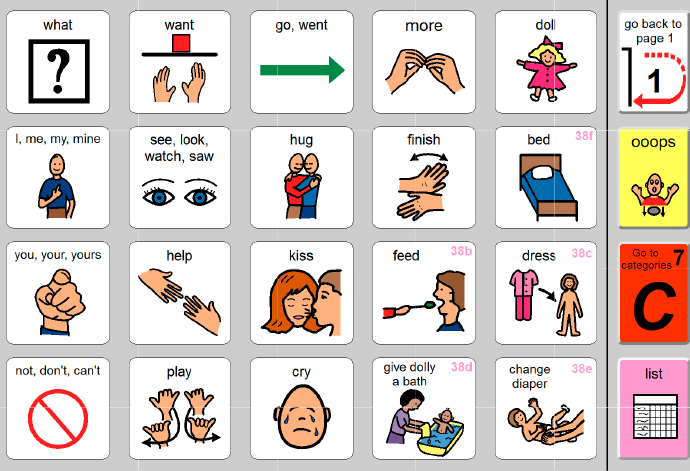 what
want
go, went
more
doll
go back to
page 1
?
1
I, me, my, mine
see, look,
watch, saw
hug
finish
bed
38f
ooops
you, your, yours
help
kiss
feed
38b
dress
38c
Go to
categories
7
C
not, don't, can't
play
cry
give dolly
a bath
38d
change
diaper
38e
list